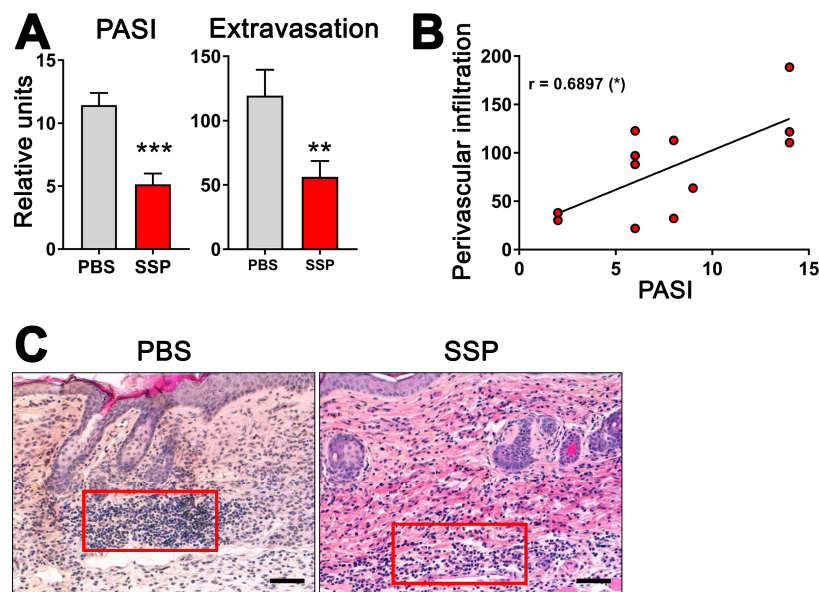 A
PASI
Extravasation
Relative units
15
10
5
0
PBS
SSP
***
150
100
50
0
PBS
SSP
**
B
Perivascular infiltration
200
150
100
50
0
r = 0.6897 (*)
0
5
10
15
PASI
C
PBS
SSP